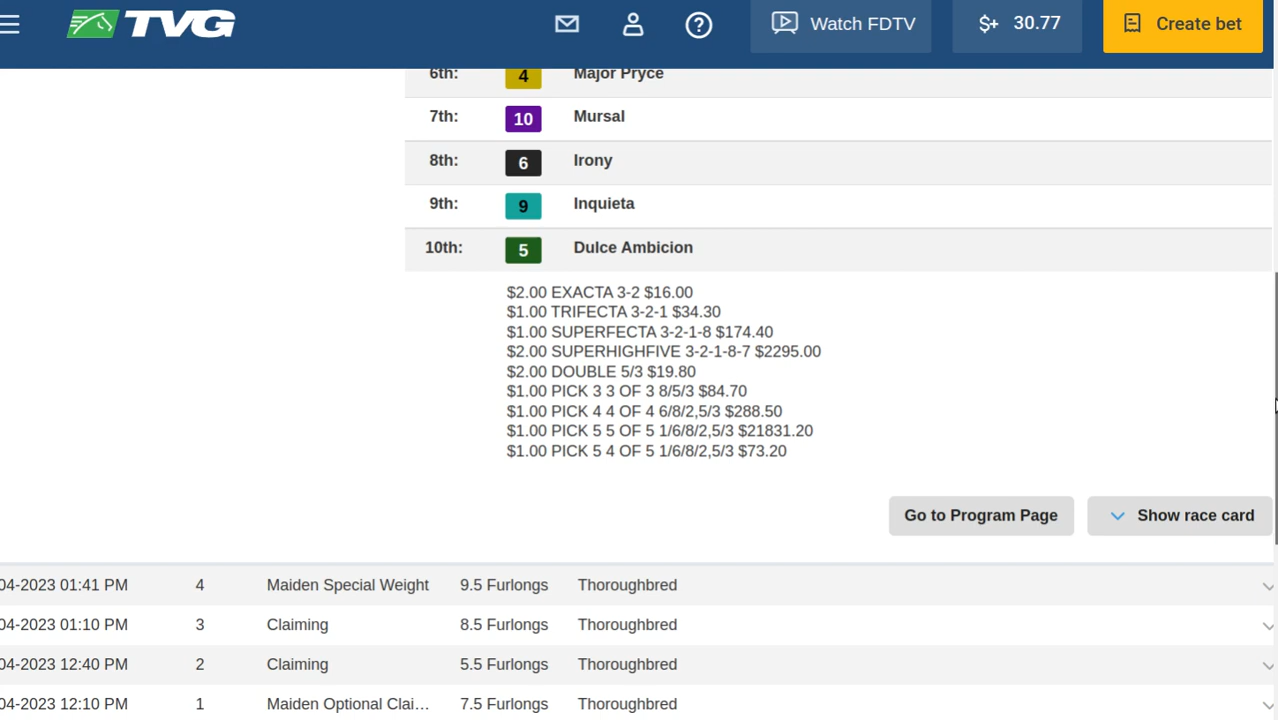 TVG
Watch FDTV
$+ 30.77
Create bet
6th: 4 Major Pryce
7th: 10 Mursal
8th: 6 Irony
9th: 9 Inquieta
10th: 5 Dulce Ambicion
$2.00 EXACTA 3-2 $16.00
$1.00 TRIFECTA 3-2-1 $34.30
$1.00 SUPERFECTA 3-2-1-8 $174.40
$2.00 SUPERHIGHFIVE 3-2-1-8-7 $2295.00
$2.00 DOUBLE 5/3 $19.80
$1.00 PICK 3 3 OF 3 8/5/3 $84.70
$1.00 PICK 4 4 OF 4 6/8/2,5/3 $288.50
$1.00 PICK 5 5 OF 5 1/6/8/2,5/3 $21831.20
$1.00 PICK 5 4 OF 5 1/6/8/2,5/3 $73.20
Go to Program Page
Show race card
04-2023 01:41 PM 4 Maiden Special Weight 9.5 Furlongs Thoroughbred
04-2023 01:10 PM 3 Claiming 8.5 Furlongs Thoroughbred
04-2023 12:40 PM 2 Claiming 5.5 Furlongs Thoroughbred
04-2023 12:10 PM 1 Maiden Optional Clai... 7.5 Furlongs Thoroughbred